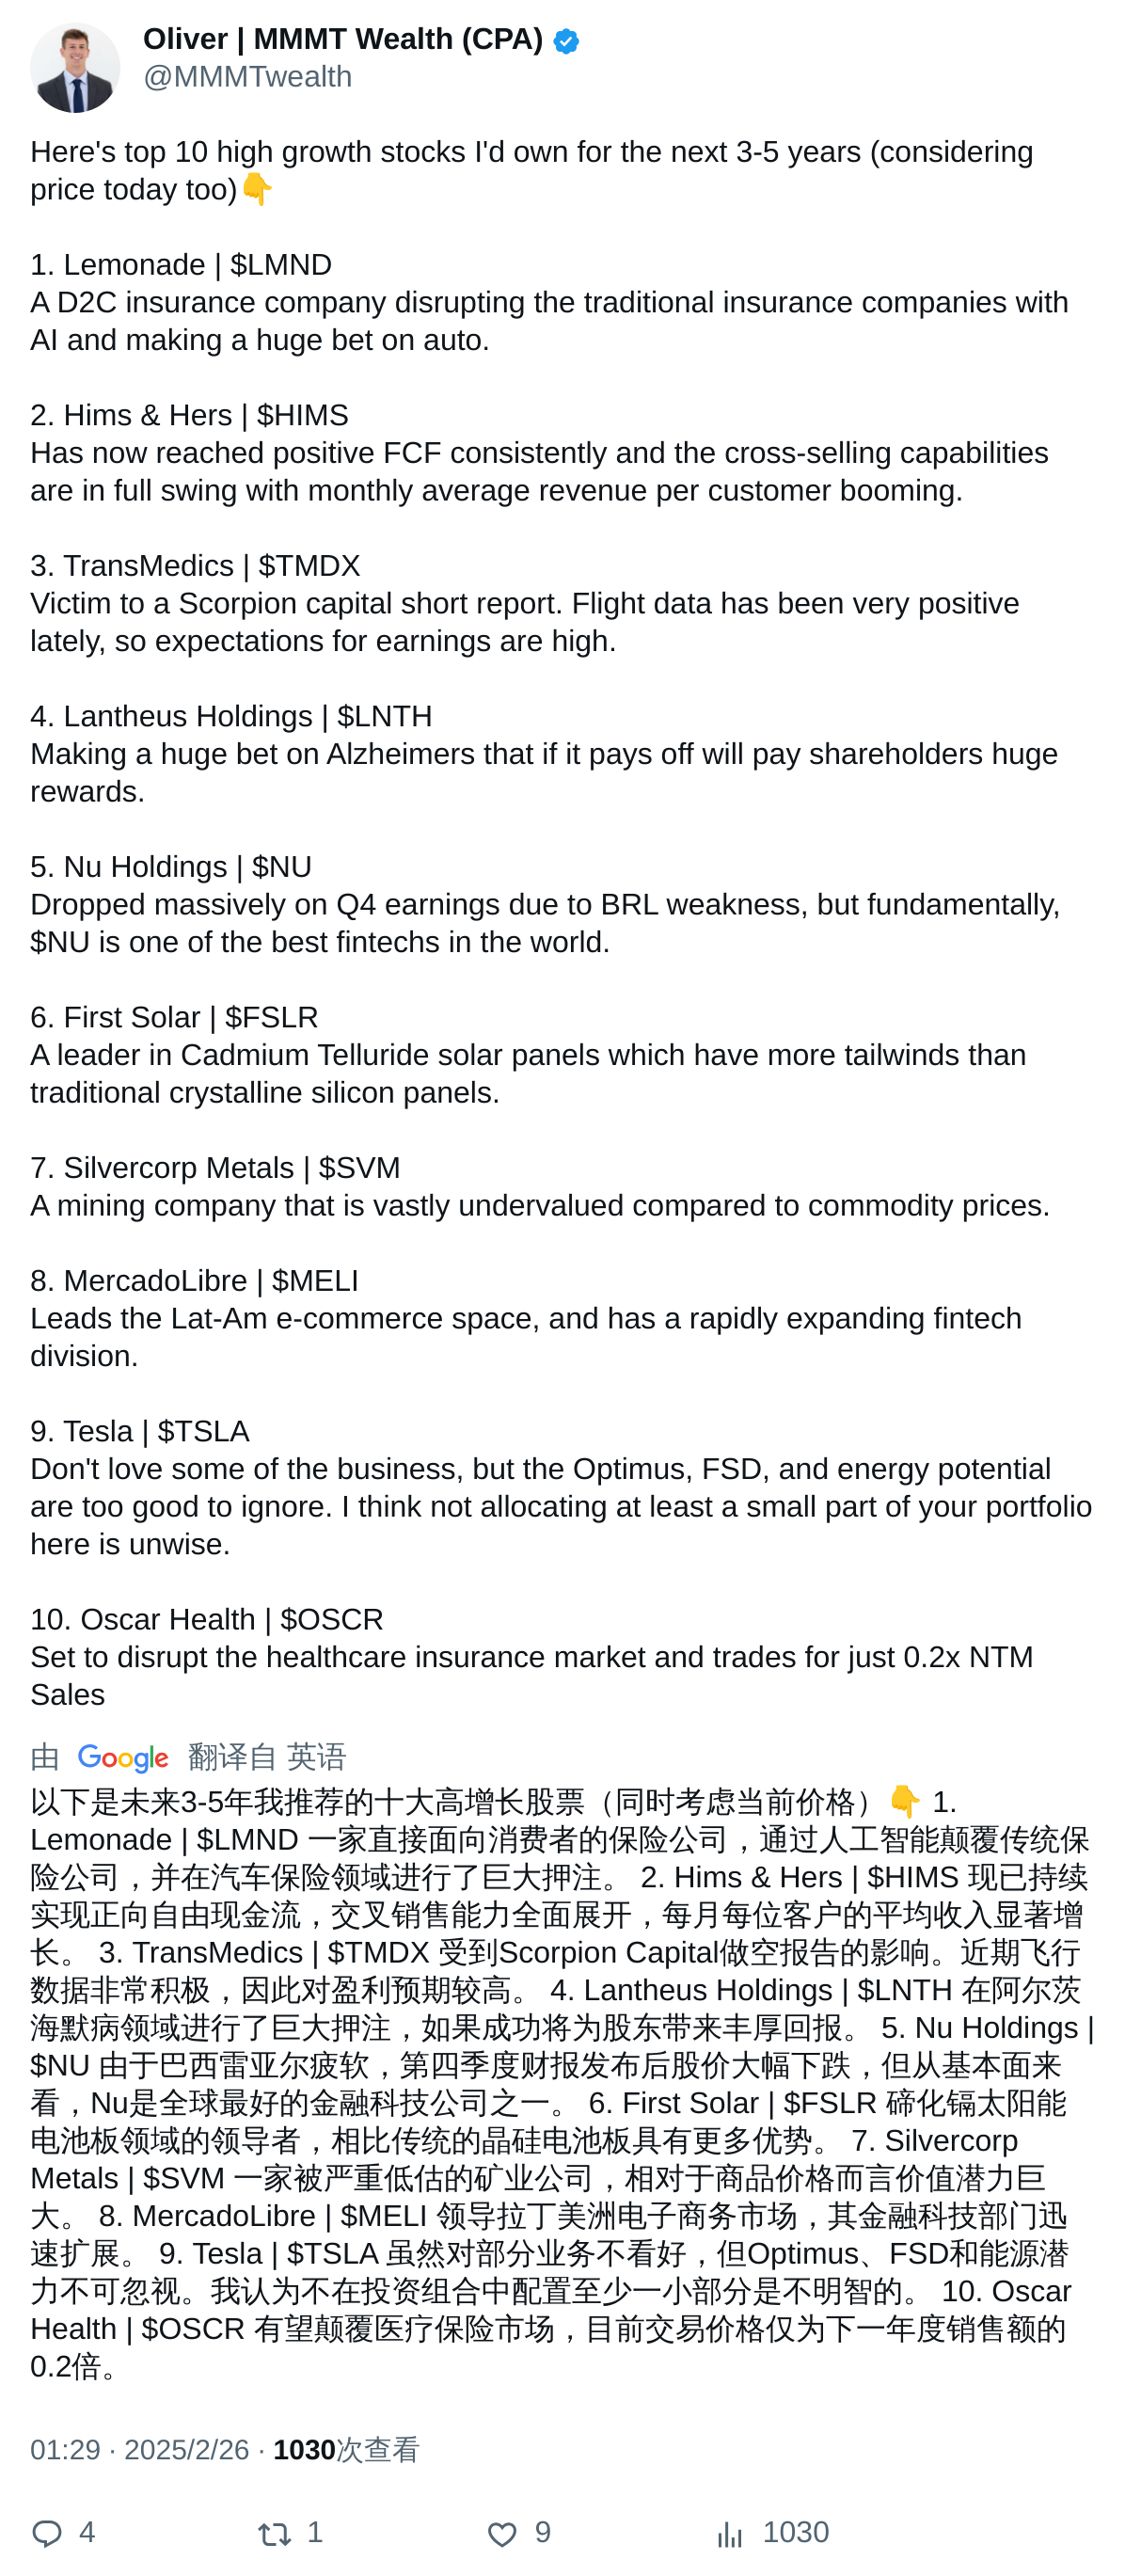 Oliver | MMMT Wealth (CPA)
@MMMTwealth
Here's top 10 high growth stocks I'd own for the next 3-5 years (considering
price today too)👇
1. Lemonade | $LMND
A D2C insurance company disrupting the traditional insurance companies with
AI and making a huge bet on auto.
2. Hims & Hers | $HIMS
Has now reached positive FCF consistently and the cross-selling capabilities
are in full swing with monthly average revenue per customer booming.
3. TransMedics | $TMDX
Victim to a Scorpion capital short report. Flight data has been very positive
lately, so expectations for earnings are high.
4. Lantheus Holdings | $LNTH
Making a huge bet on Alzheimers that if it pays off will pay shareholders huge
rewards.
5. Nu Holdings | $NU
Dropped massively on Q4 earnings due to BRL weakness, but fundamentally,
$NU is one of the best fintechs in the world.
6. First Solar | $FSLR
A leader in Cadmium Telluride solar panels which have more tailwinds than
traditional crystalline silicon panels.
7. Silvercorp Metals | $SVM
A mining company that is vastly undervalued compared to commodity prices.
8. MercadoLibre | $MELI
Leads the Lat-Am e-commerce space, and has a rapidly expanding fintech
division.
9. Tesla | $TSLA
Don't love some of the business, but the Optimus, FSD, and energy potential
are too good to ignore. I think not allocating at least a small part of your portfolio
here is unwise.
10. Oscar Health | $OSCR
Set to disrupt the healthcare insurance market and trades for just 0.2x NTM
Sales
由 Google 翻译自 英语
以下是未来3-5年我推荐的十大高增长股票（同时考虑当前价格）👇 1.
Lemonade | $LMND 一家直接面向消费者的保险公司，通过人工智能颠覆传统保
险公司，并在汽车保险领域进行了巨大押注。 2. Hims & Hers | $HIMS 现已持续
实现正向自由现金流，交叉销售能力全面展开，每月每位客户的平均收入显著增
长。 3. TransMedics | $TMDX 受到Scorpion Capital做空报告的影响。近期飞行
数据非常积极，因此对盈利预期较高。 4. Lantheus Holdings | $LNTH 在阿尔茨
海默病领域进行了巨大押注，如果成功将为股东带来丰厚回报。 5. Nu Holdings |
$NU 由于巴西雷亚尔疲软，第四季度财报发布后股价大幅下跌，但从基本面来
看，Nu是全球最好的金融科技公司之一。 6. First Solar | $FSLR 碲化镉太阳能
电池板领域的领导者，相比传统的晶硅电池板具有更多优势。 7. Silvercorp
Metals | $SVM 一家被严重低估的矿业公司，相对于商品价格而言价值潜力巨
大。 8. MercadoLibre | $MELI 领导拉丁美洲电子商务市场，其金融科技部门迅
速扩展。 9. Tesla | $TSLA 虽然对部分业务不看好，但Optimus、FSD和能源潜
力不可忽视。我认为不在投资组合中配置至少一小部分是不明智的。 10. Oscar
Health | $OSCR 有望颠覆医疗保险市场，目前交易价格仅为下一年度销售额的
0.2倍。
01:29 · 2025/2/26 · 1030次查看
4 1 9 1030